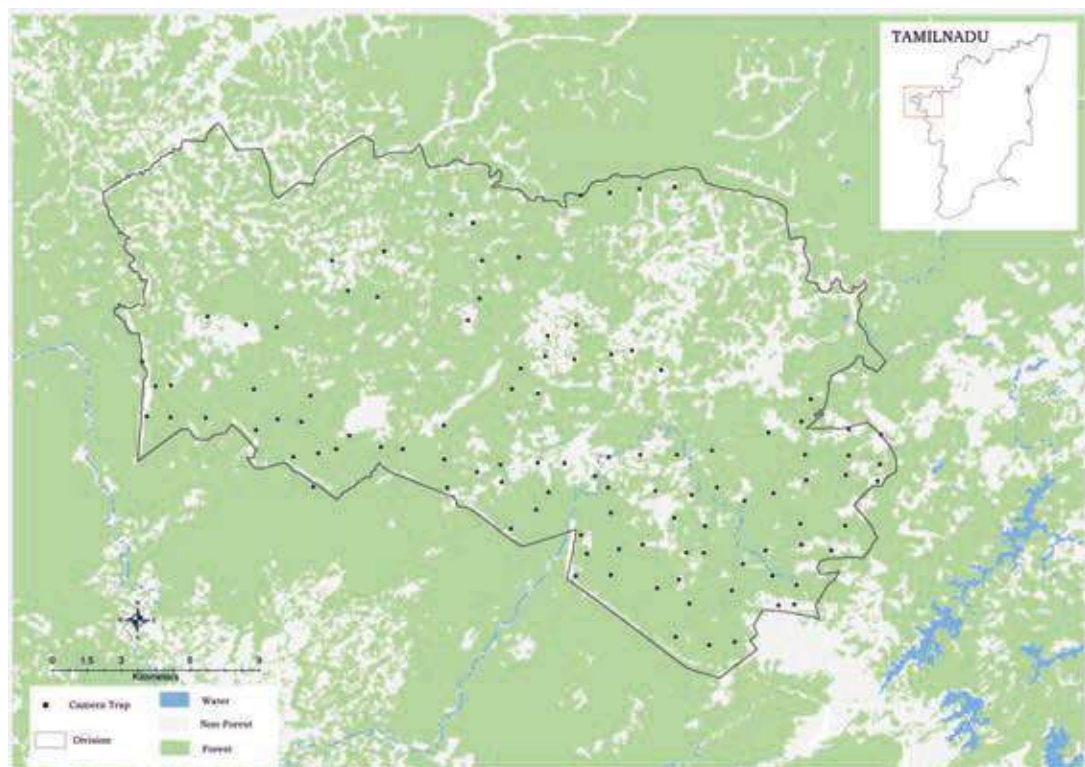 TAMILNADU
0 1.5 3 6 9
Kilometers
Camera Trap
Division
Water
Non-Forest
Forest